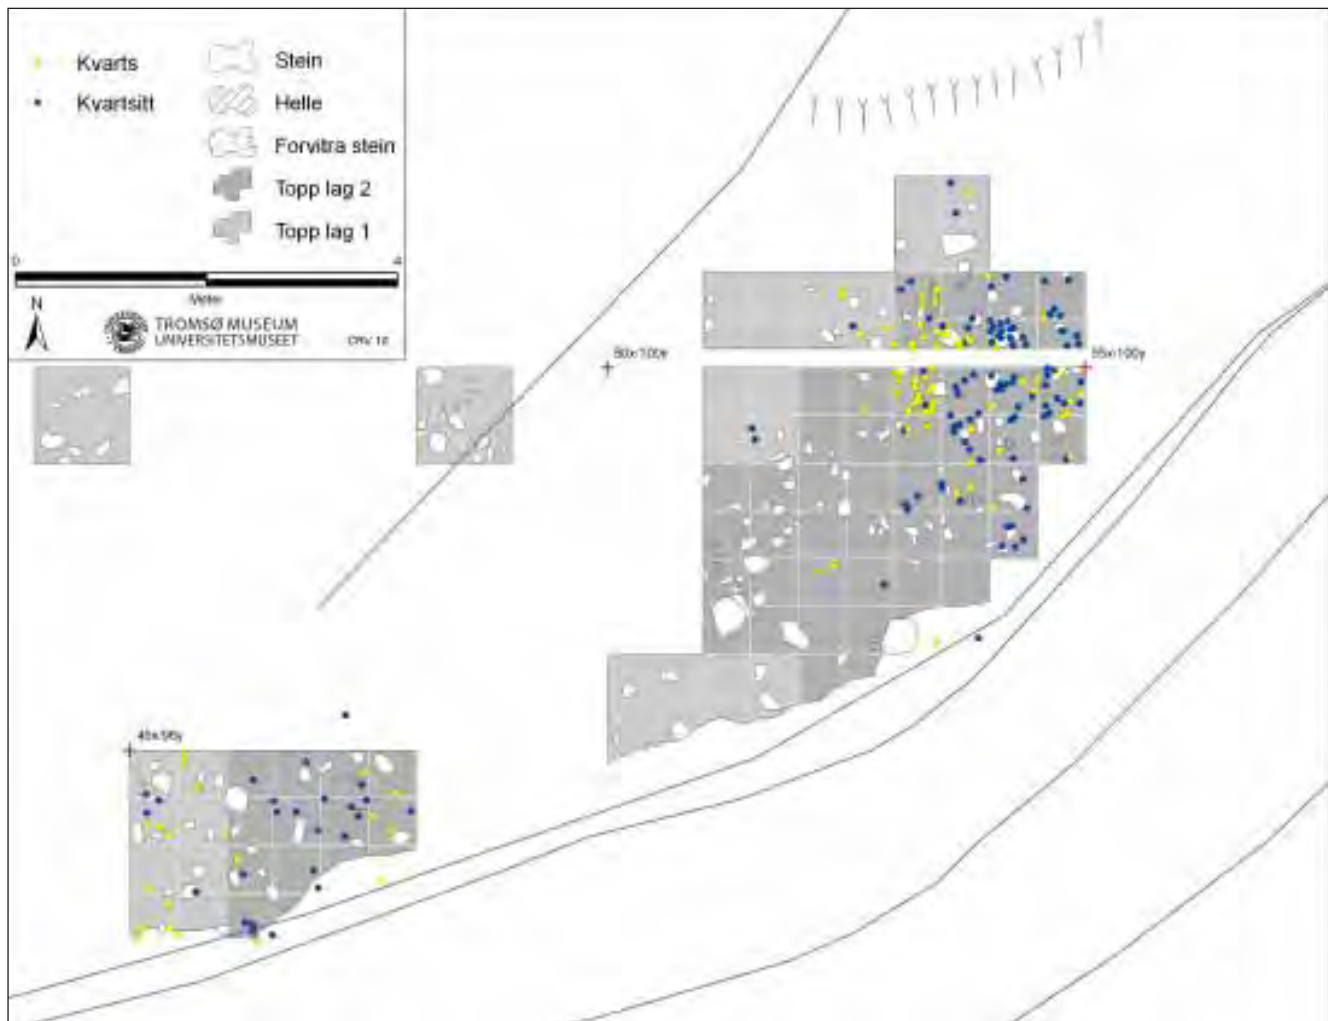 Kvarts
Kvartsitt
Stein
Helle
Forvitra stein
Topp lag 2
Topp lag 1
0 4
Meter
N
TROMSØ MUSEUM
UNIVERSITETSMUSEET
50x100y
55x100y